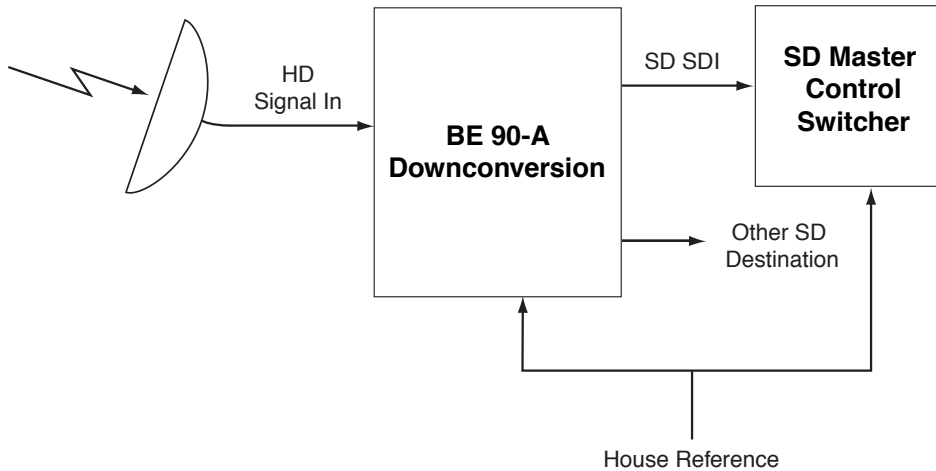 HD
Signal In
BE 90-A
Downconversion
SD SDI
SD Master
Control
Switcher
Other SD
Destination
House Reference